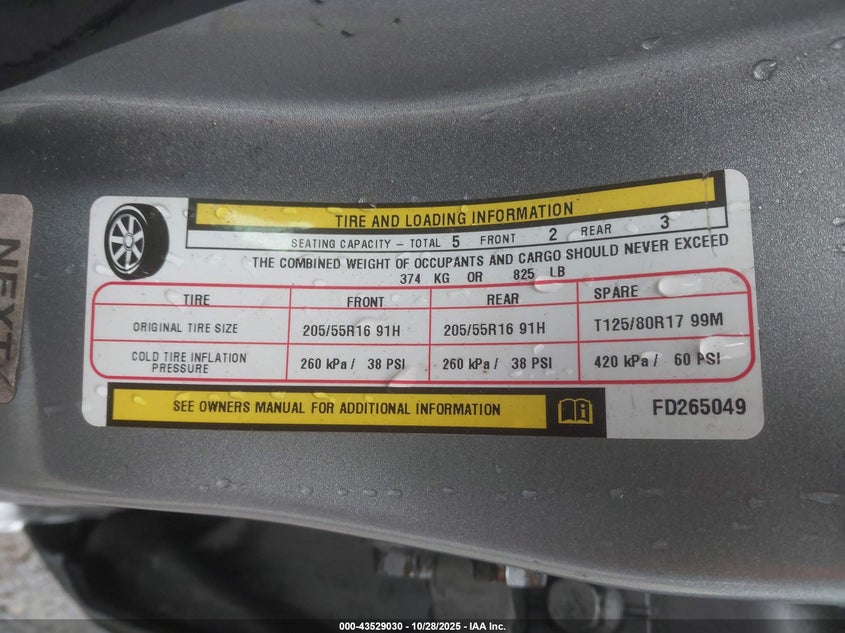 TIRE AND LOADING INFORMATION
SEATING CAPACITY – TOTAL 5 FRONT 2 REAR 3
THE COMBINED WEIGHT OF OCCUPANTS AND CARGO SHOULD NEVER EXCEED
374 KG OR 825 LB
TIRE FRONT REAR SPARE
ORIGINAL TIRE SIZE 205/55R16 91H 205/55R16 91H T125/80R17 99M
COLD TIRE INFLATION PRESSURE 260 kPa / 38 PSI 260 kPa / 38 PSI 420 kPa / 60 PSI
SEE OWNERS MANUAL FOR ADDITIONAL INFORMATION
FD265049
NEXT
000-43529030 - 10/28/2025 - IAA Inc.